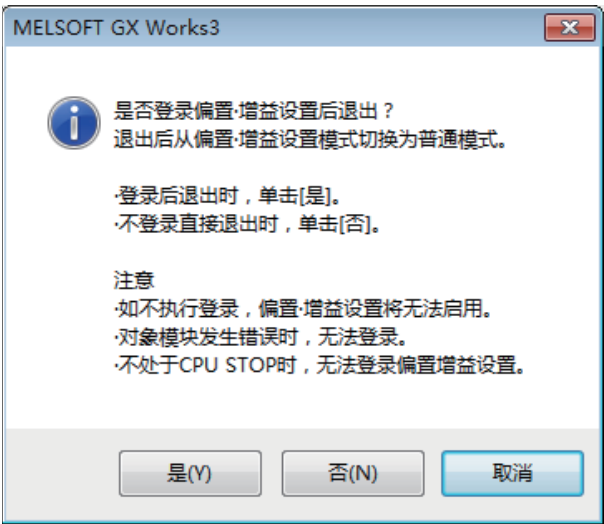 MELSOFT GX Works3
是否登录偏置·增益设置后退出？
退出后从偏置·增益设置模式切换为普通模式。
·登录后退出时，单击[是]。
·不登录直接退出时，单击[否]。
注意
·如不执行登录，偏置·增益设置将无法启用。
·对象模块发生错误时，无法登录。
·不处于CPU STOP时，无法登录偏置增益设置。
是(Y) 否(N) 取消